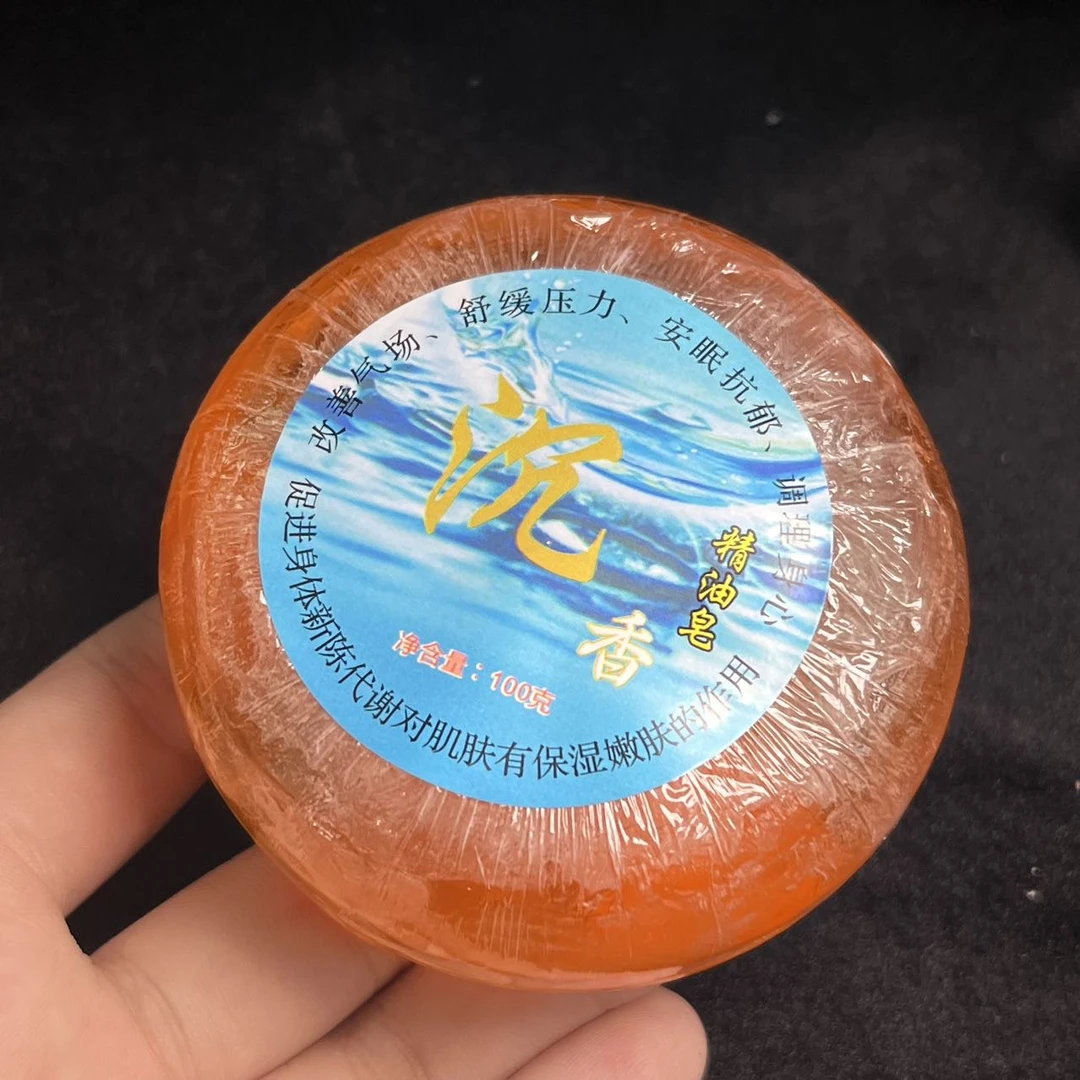 改善气场、舒缓压力、安眠抗郁、调理身心
沉香
精油皂
净含量：100克
促进身体新陈代谢对肌肤有保湿嫩肤的作用